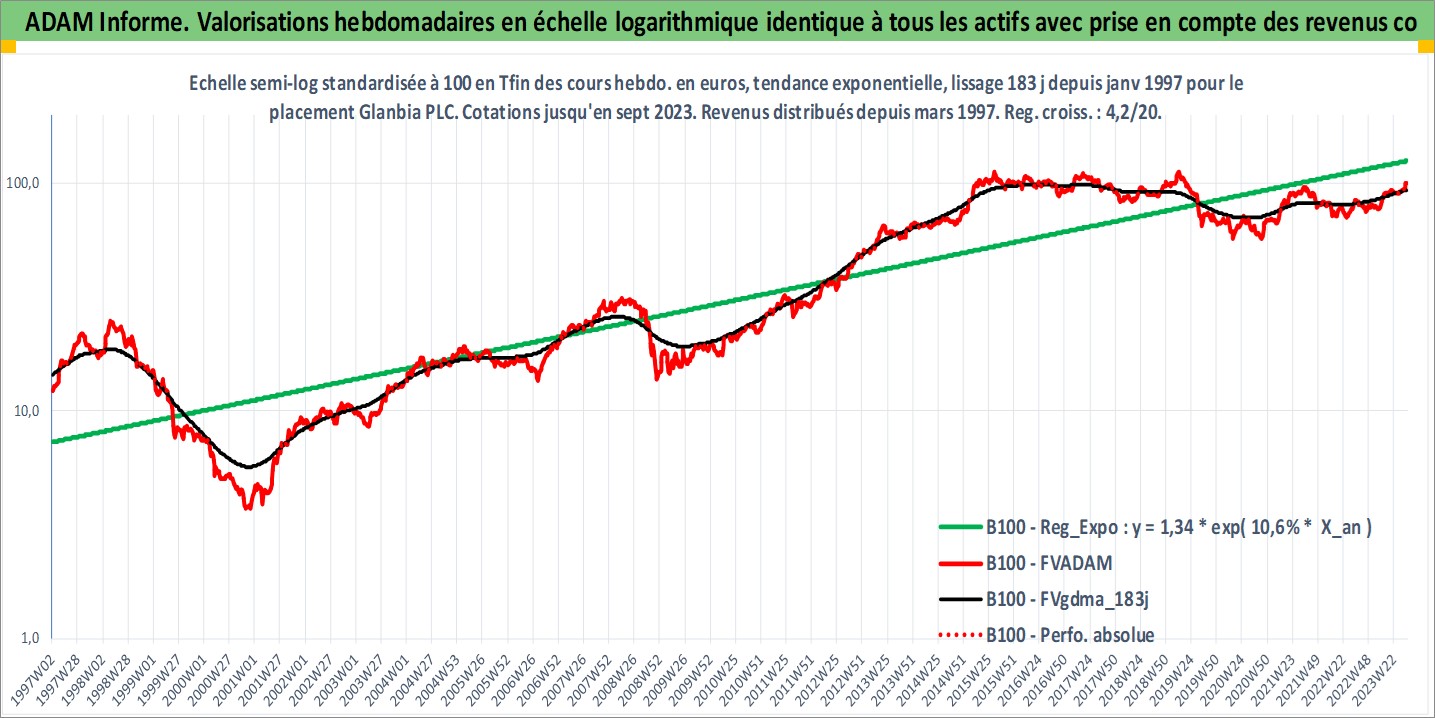 ADAM Informe. Valorisations hebdomadaires en échelle logarithmique identique à tous les actifs avec prise en compte des revenus co
Echelle semi-log standardisée à 100 en Tfin des cours hebdo. en euros, tendance exponentielle, lissage 183 j depuis janv 1997 pour le
placement Glanbia PLC. Cotations jusqu'en sept 2023. Revenus distribués depuis mars 1997. Reg. croiss. : 4,2/20.
100,0
10,0
1,0
B100 - Reg_Expo : y = 1,34 * exp( 10,6% * X_an )
B100 - FVADAM
B100 - FVgdma_183j
B100 - Perfo. absolue
1997W02
1997W28
1998W02
1998W28
1999W01
1999W27
2000W01
2000W27
2001W01
2001W27
2002W01
2002W27
2003W01
2003W27
2004W01
2004W27
2004W53
2005W26
2005W52
2006W26
2006W52
2007W26
2007W52
2008W26
2008W52
2009W26
2009W52
2010W25
2010W51
2011W25
2011W51
2012W25
2012W51
2013W25
2013W51
2014W25
2014W51
2015W25
2015W51
2016W24
2016W50
2017W24
2017W50
2018W24
2018W50
2019W24
2019W50
2020W24
2020W50
2021W23
2021W49
2022W22
2022W48
2023W22